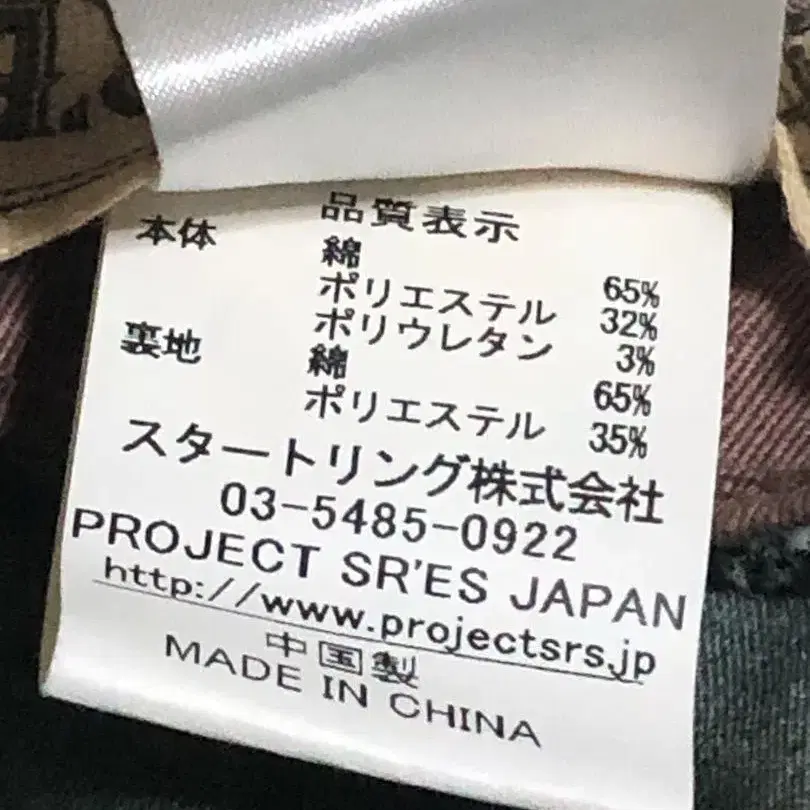 品質表示
本体 綿 65%
ポリエステル 32%
ポリウレタン 3%
裏地 綿 65%
ポリエステル 35%
スタートリング株式会社
03-5485-0922
PROJECT SR'ES JAPAN
http://www.projectsrs.jp
中国製
MADE IN CHINA